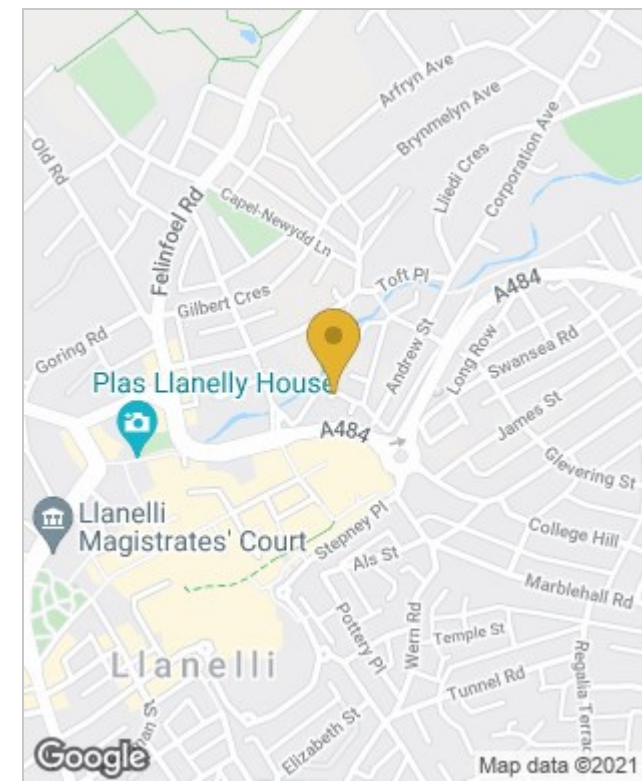 Arfryn Ave
Brynmelyn Ave
Corporation Ave
Old Rd
Lliedi Cres
Capel-Newydd Ln
Felinfoel Rd
Toft Pl
A484
Gilbert Cres
Goring Rd
Andrew St
Long Row
Swansea Rd
Plas Llanelly House
James St
A484
Glevering St
Llanelli
Magistrates' Court
Stepney Pl
College Hill
Als St
Marblehall Rd
Pottery Pl
Wern Rd
Temple St
Llanelli
Tunnel Rd
Regalia Terrace
Elizabeth St
Google
Map data ©2021